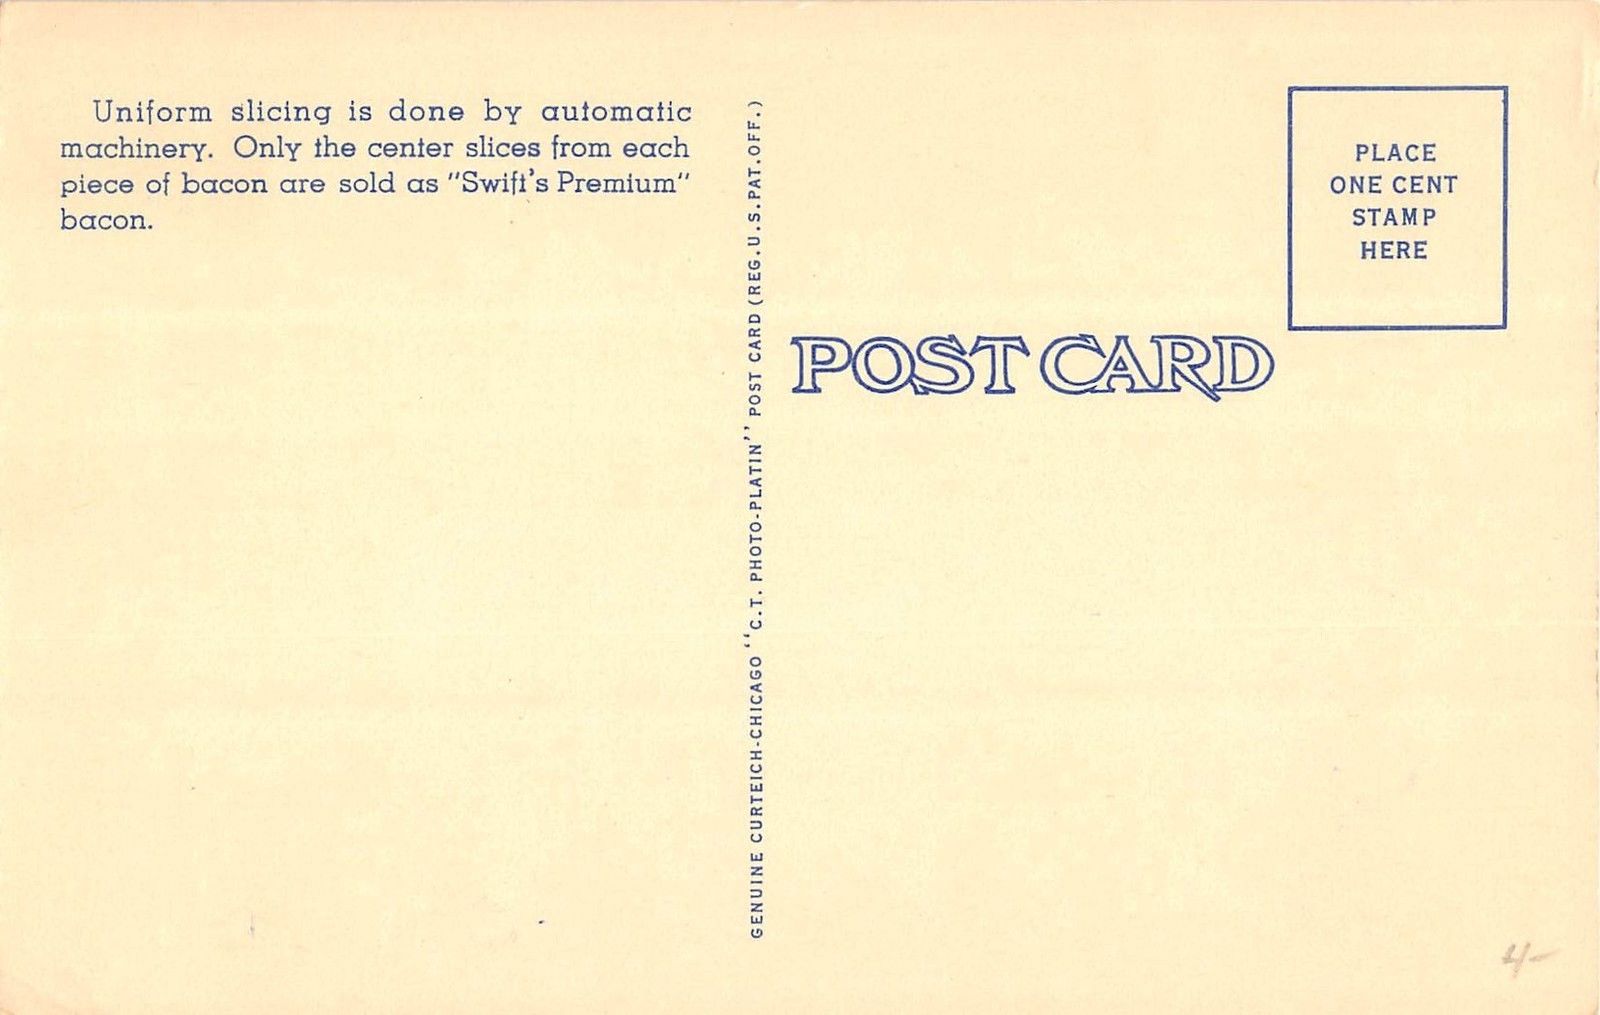 Uniform slicing is done by automatic
machinery. Only the center slices from each
piece of bacon are sold as "Swift's Premium"
bacon.
GENUINE CURTEICH-CHICAGO "C.T. PHOTO-PLATIN" POST CARD (REG. U.S. PAT. OFF.)
PLACE
ONE CENT
STAMP
HERE
POST CARD
4-